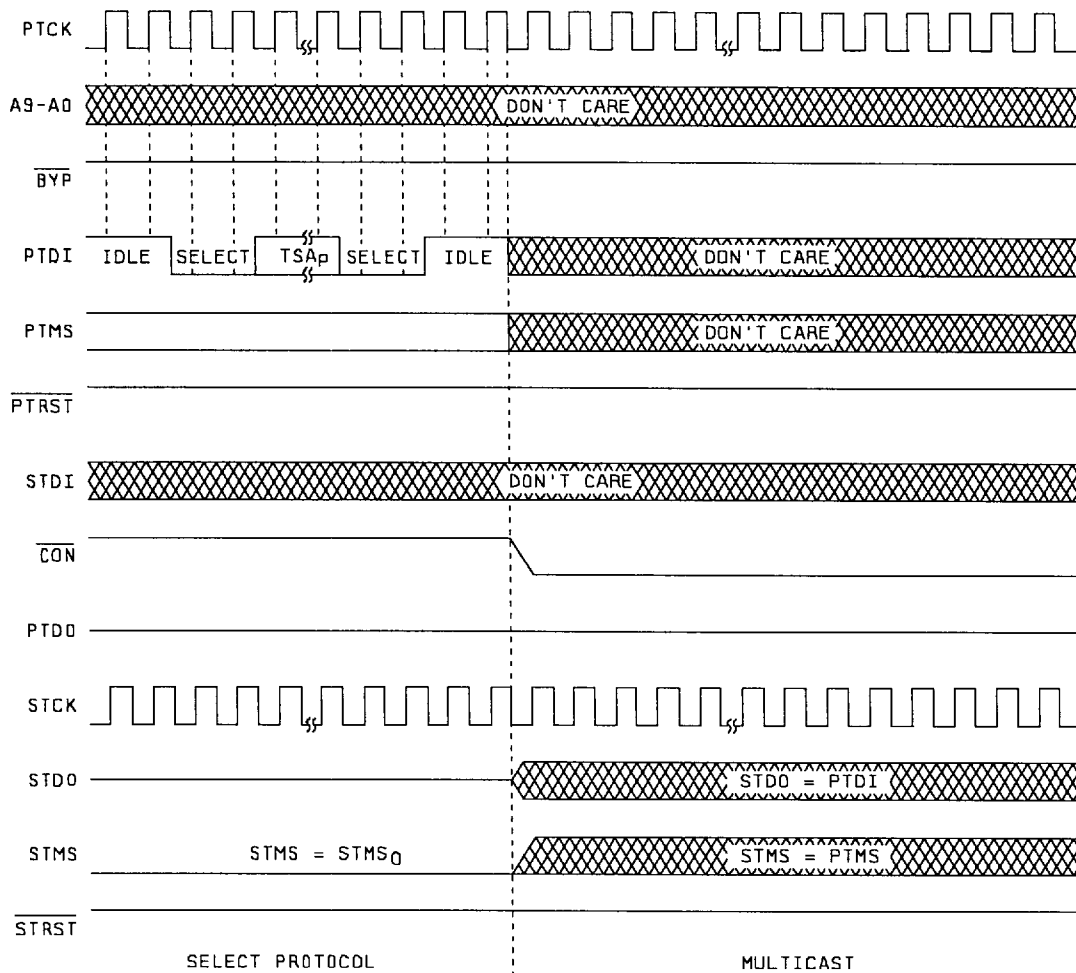 PTCK
A9-A0 DON'T CARE
BYP
PTDI IDLE SELECT TSAp SELECT IDLE DON'T CARE
PTMS DON'T CARE
PTRST
STDI DON'T CARE
CON
PTDO
STCK
STDO STDO = PTDI
STMS STMS = STMS0 STMS = PTMS
STRST
SELECT PROTOCOL MULTICAST